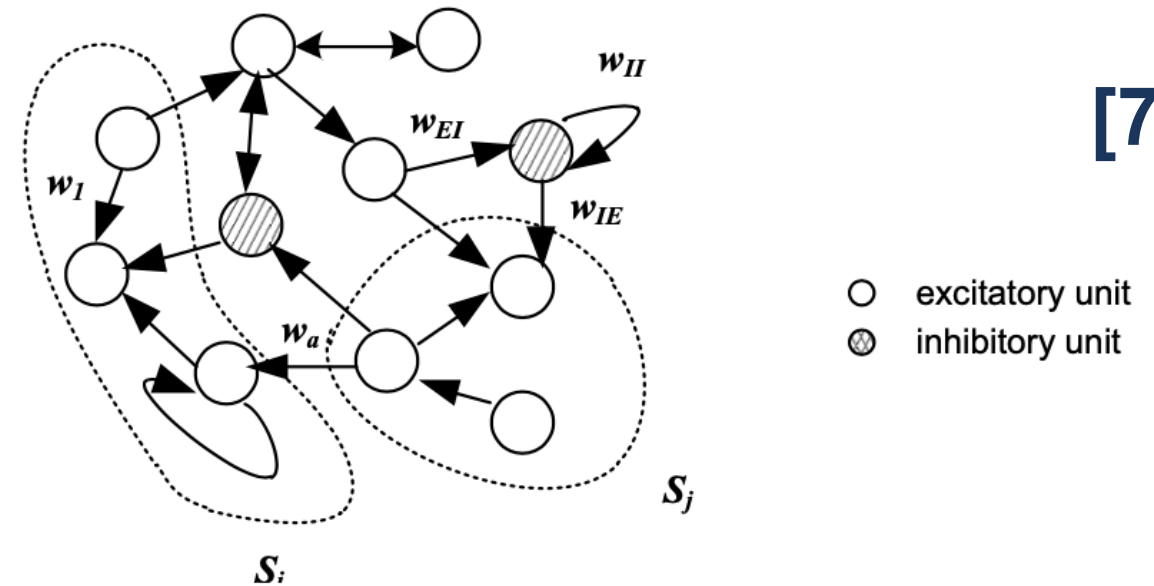 w_II
[7
w_EI
w_1
w_IE
excitatory unit
inhibitory unit
w_a
S_j
S_i